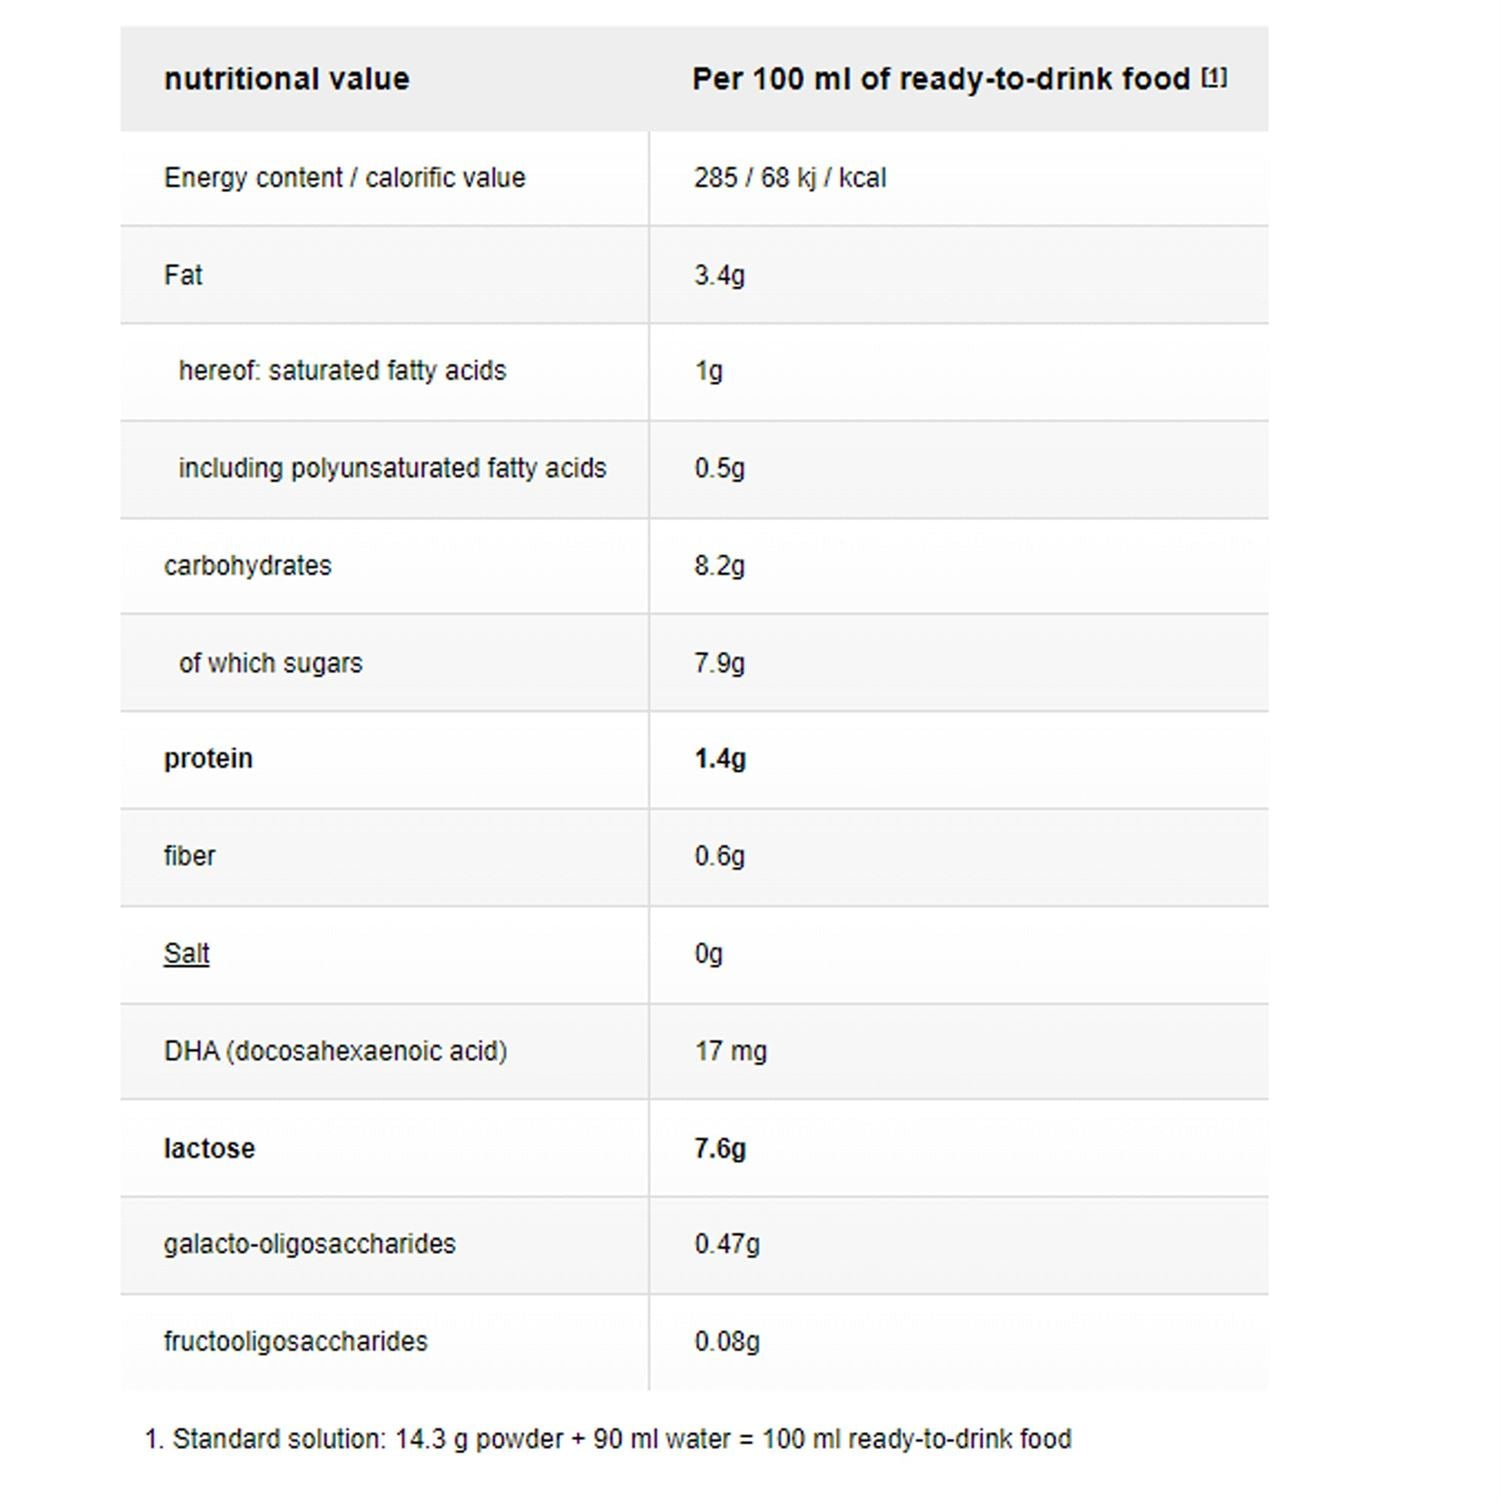 nutritional value Per 100 ml of ready-to-drink food [1]
Energy content / calorific value 285 / 68 kj / kcal
Fat 3.4g
hereof: saturated fatty acids 1g
including polyunsaturated fatty acids 0.5g
carbohydrates 8.2g
of which sugars 7.9g
protein 1.4g
fiber 0.6g
Salt 0g
DHA (docosahexaenoic acid) 17 mg
lactose 7.6g
galacto-oligosaccharides 0.47g
fructooligosaccharides 0.08g
1. Standard solution: 14.3 g powder + 90 ml water = 100 ml ready-to-drink food